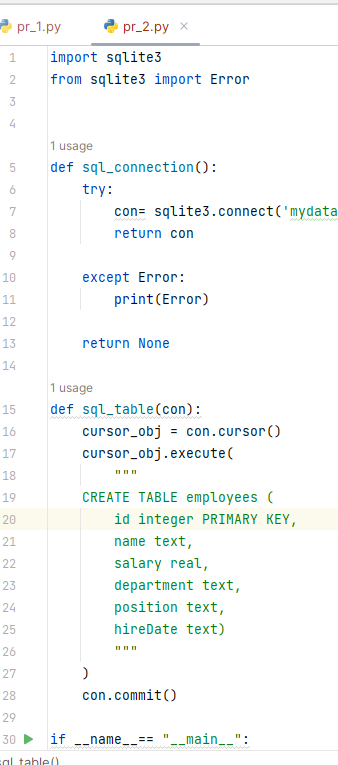 pr_1.py pr_2.py ×
1 import sqlite3
2 from sqlite3 import Error
3
4
1 usage
5 def sql_connection():
6 try:
7 con= sqlite3.connect('mydata
8 return con
9
10 except Error:
11 print(Error)
12
13 return None
14
1 usage
15 def sql_table(con):
16 cursor_obj = con.cursor()
17 cursor_obj.execute(
18 """
19 CREATE TABLE employees (
20 id integer PRIMARY KEY,
21 name text,
22 salary real,
23 department text,
24 position text,
25 hireDate text)
26 """
27 )
28 con.commit()
29
30 if __name__== "__main__":
sql_table()